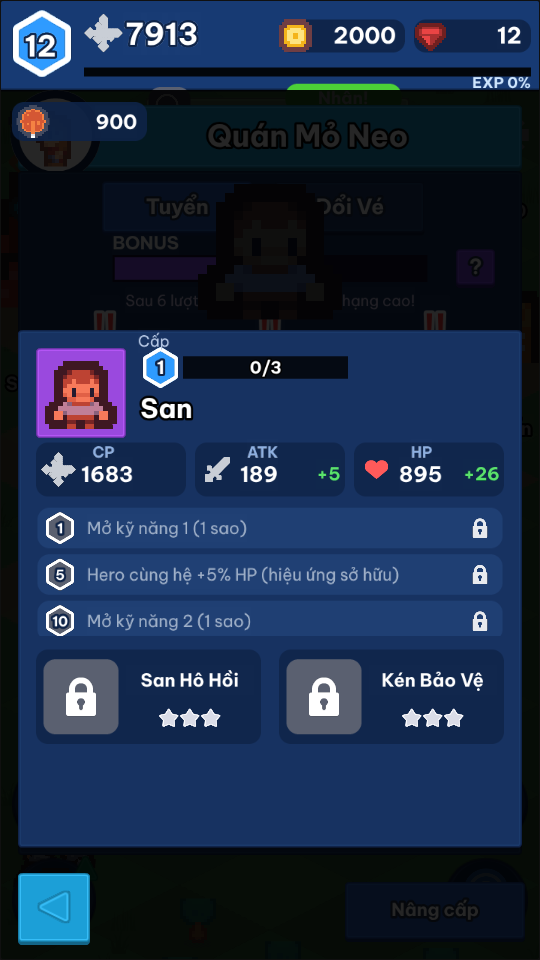 12
7913
2000
12
EXP 0%
Nhanh
900
Quán Mỏ Neo
Tuyển
Đổi Vé
BONUS
?
Sau 6 lượt
hạng cao!
Cấp
1
0/3
San
CP
1683
ATK
189
+5
HP
895
+26
1
Mở kỹ năng 1 (1 sao)
5
Hero cùng hệ +5% HP (hiệu ứng sở hữu)
10
Mở kỹ năng 2 (1 sao)
San Hô Hồi
Kén Bảo Vệ
Nâng cấp